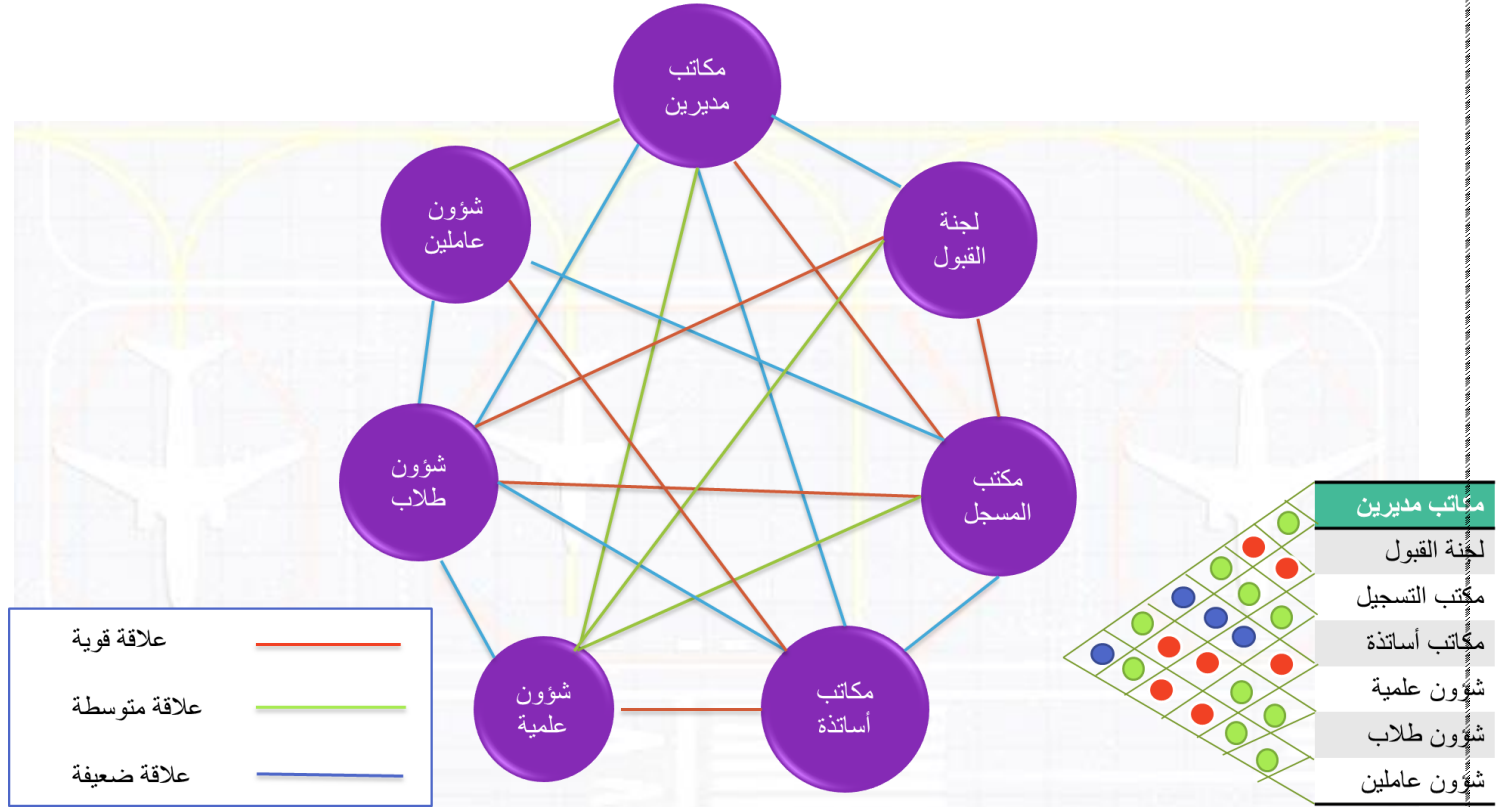 مكاتب
مديرين
شؤون
عاملين
لجنة
القبول
شؤون
طلاب
مكتب
المسجل
شؤون
علمية
مكاتب
أساتذة
علاقة قوية
علاقة متوسطة
علاقة ضعيفة
مكاتب مديرين
لجنة القبول
مكتب التسجيل
مكاتب أساتذة
شؤون علمية
شؤون طلاب
شؤون عاملين